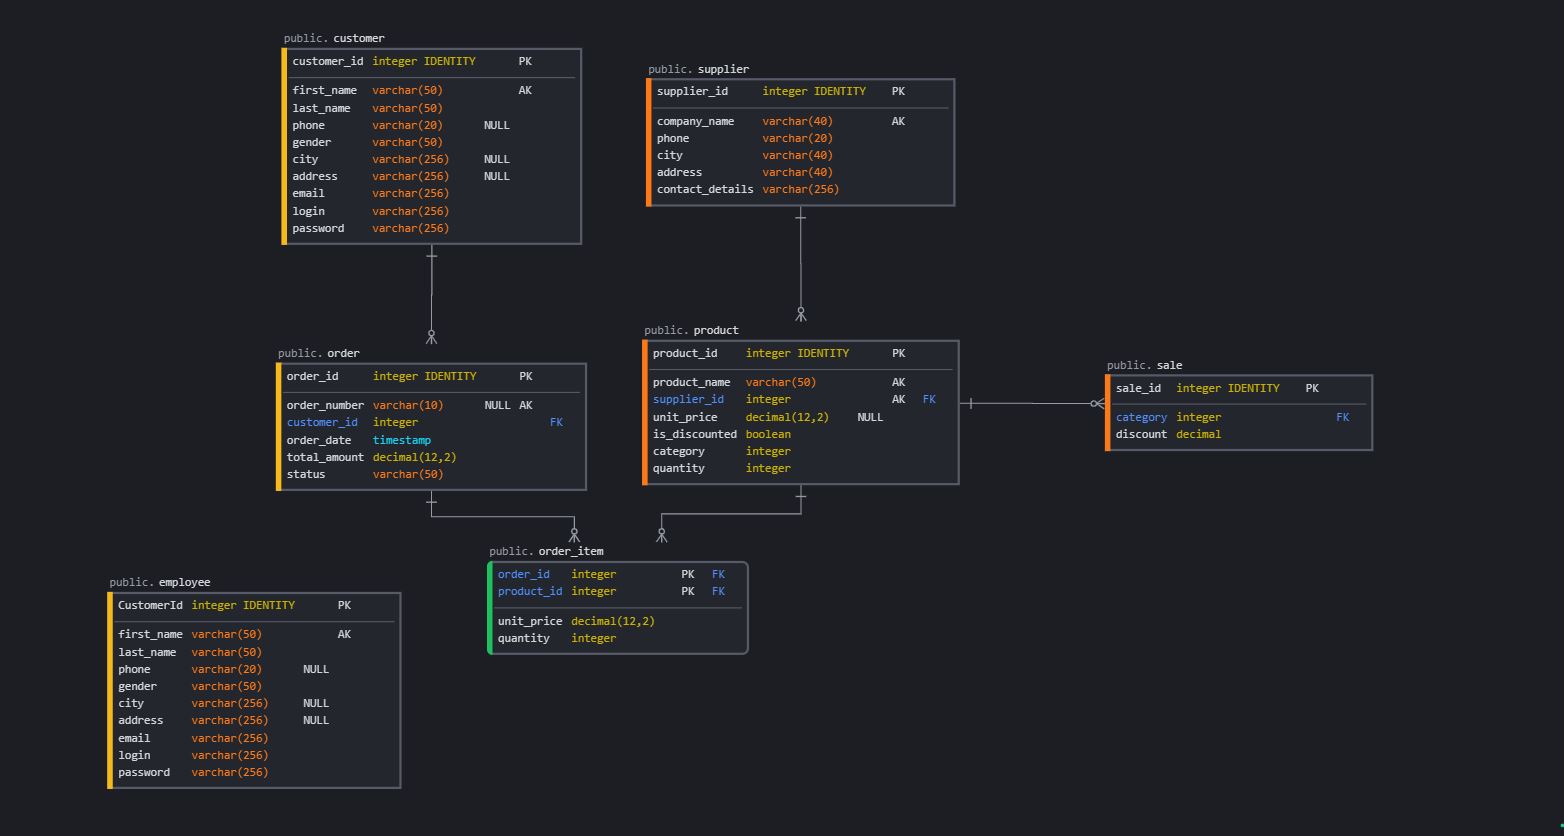 public. customer
customer_id integer IDENTITY PK
first_name varchar(50) AK
last_name varchar(50)
phone varchar(20) NULL
gender varchar(50)
city varchar(256) NULL
address varchar(256) NULL
email varchar(256)
login varchar(256)
password varchar(256)
public. supplier
supplier_id integer IDENTITY PK
company_name varchar(40) AK
phone varchar(20)
city varchar(40)
address varchar(40)
contact_details varchar(256)
public. order
order_id integer IDENTITY PK
order_number varchar(10) NULL AK
customer_id integer FK
order_date timestamp
total_amount decimal(12,2)
status varchar(50)
public. product
product_id integer IDENTITY PK
product_name varchar(50) AK
supplier_id integer AK FK
unit_price decimal(12,2) NULL
is_discounted boolean
category integer
quantity integer
public. sale
sale_id integer IDENTITY PK
category integer FK
discount decimal
public. order_item
order_id integer PK FK
product_id integer PK FK
unit_price decimal(12,2)
quantity integer
public. employee
CustomerId integer IDENTITY PK
first_name varchar(50) AK
last_name varchar(50)
phone varchar(20) NULL
gender varchar(50)
city varchar(256) NULL
address varchar(256) NULL
email varchar(256)
login varchar(256)
password varchar(256)